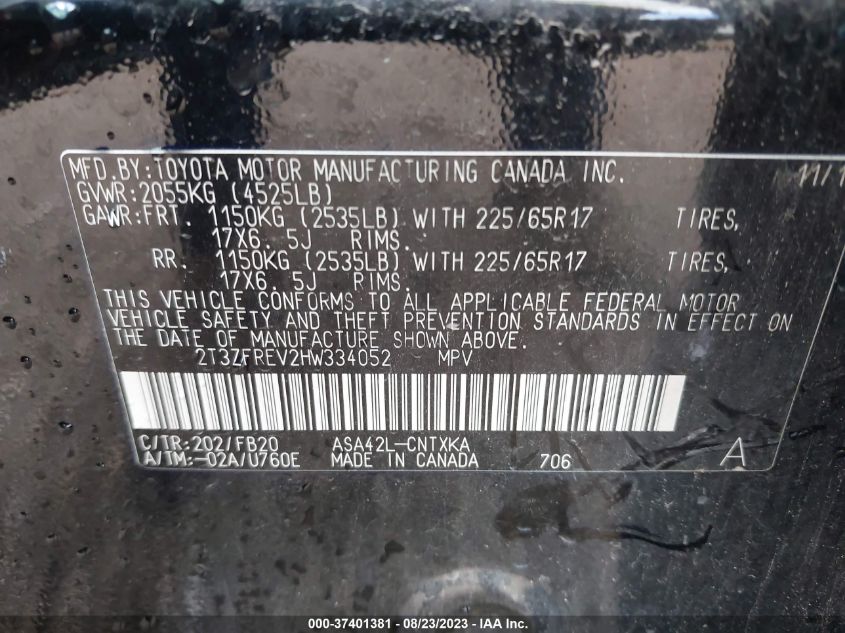 MFD.BY:TOYOTA MOTOR MANUFACTURING CANADA INC. 11/1
GVWR:2055KG (4525LB)
GAWR:FRT. 1150KG (2535LB) WITH 225/65R17 TIRES,
17X6. 5J RIMS.
RR. 1150KG (2535LB) WITH 225/65R17 TIRES,
17X6. 5J RIMS.
THIS VEHICLE CONFORMS TO ALL APPLICABLE FEDERAL MOTOR
VEHICLE SAFETY AND THEFT PREVENTION STANDARDS IN EFFECT ON
THE DATE OF MANUFACTURE SHOWN ABOVE.
2T3ZFREV2HW334052 MPV
C/TR:202/FB20 ASA42L-CNTXKA
A/TM:-02A/U760E MADE IN CANADA 706 A
000-37401381 - 08/23/2023 - IAA Inc.